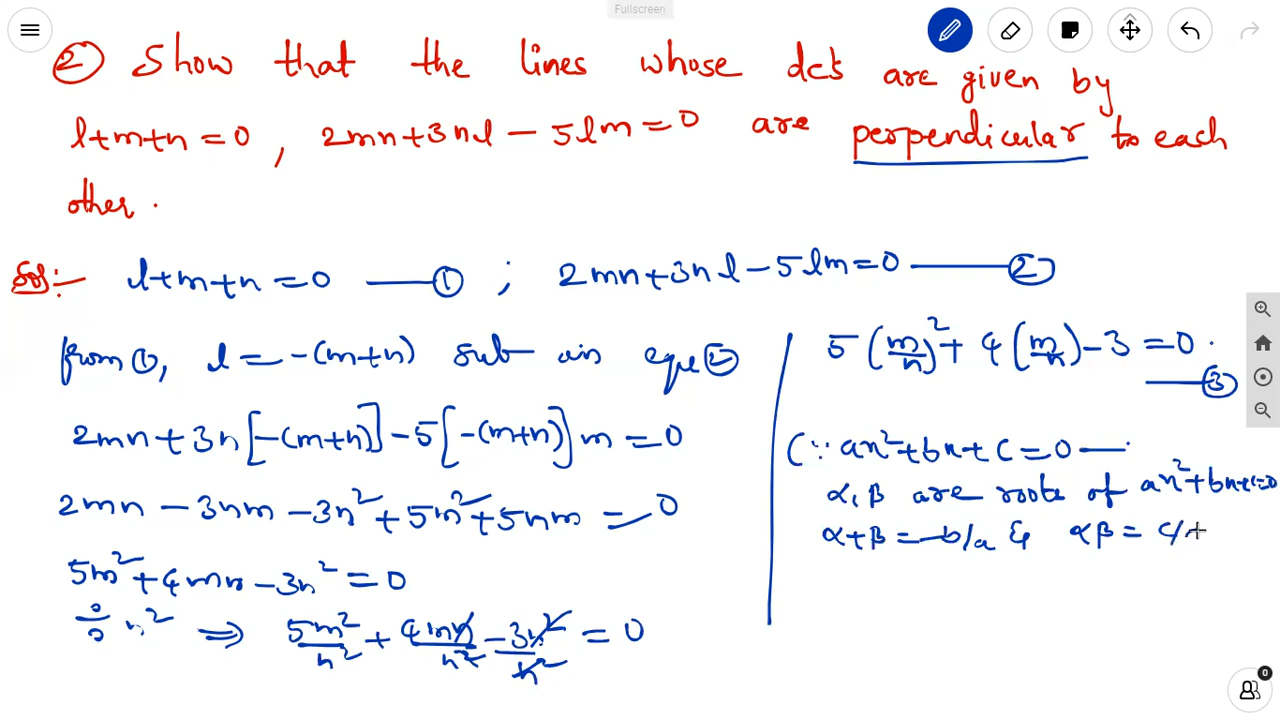 Fullscreen
② Show that the lines whose dcs are given by
l+m+n=0, 2mn+3nl-5lm=0 are perpendicular to each
other.
Sol:- l+m+n=0 —① ; 2mn+3nl-5lm=0 —②
from ①, l=-(m+n) sub in equ②
2mn+3n[-(m+n)]-5[-(m+n)]m=0
2mn-3nm-3n²+5m²+5nm=0
5m²+4mn-3n²=0
÷ n² ⇒ 5m²/n² + 4mn/n² - 3n²/n² = 0
5(m/n)²+4(m/n)-3=0.
—③
(∵ ax²+bx+c=0 —
α, β are roots of ax²+bx+c=0
α+β=-b/a & αβ=c/
0